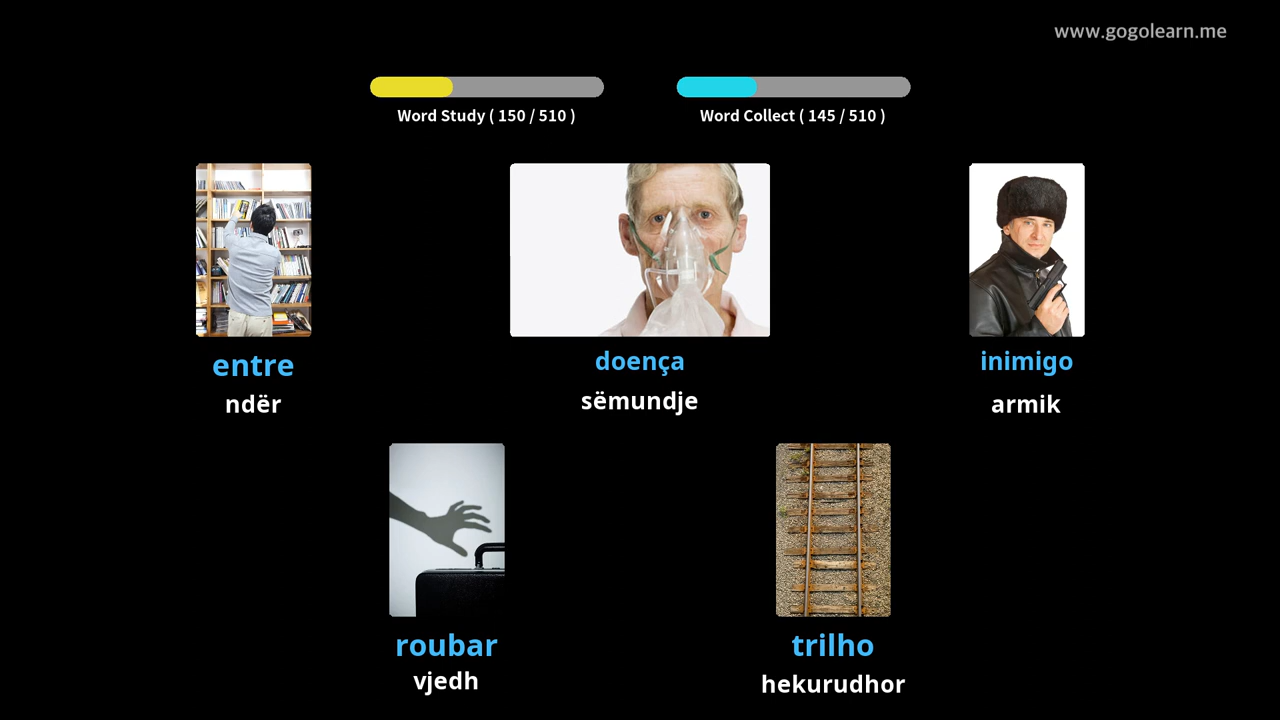 www.gogolearn.me
Word Study ( 150 / 510 )
Word Collect ( 145 / 510 )
entre
ndër
doença
sëmundje
inimigo
armik
roubar
vjedh
trilho
hekurudhor